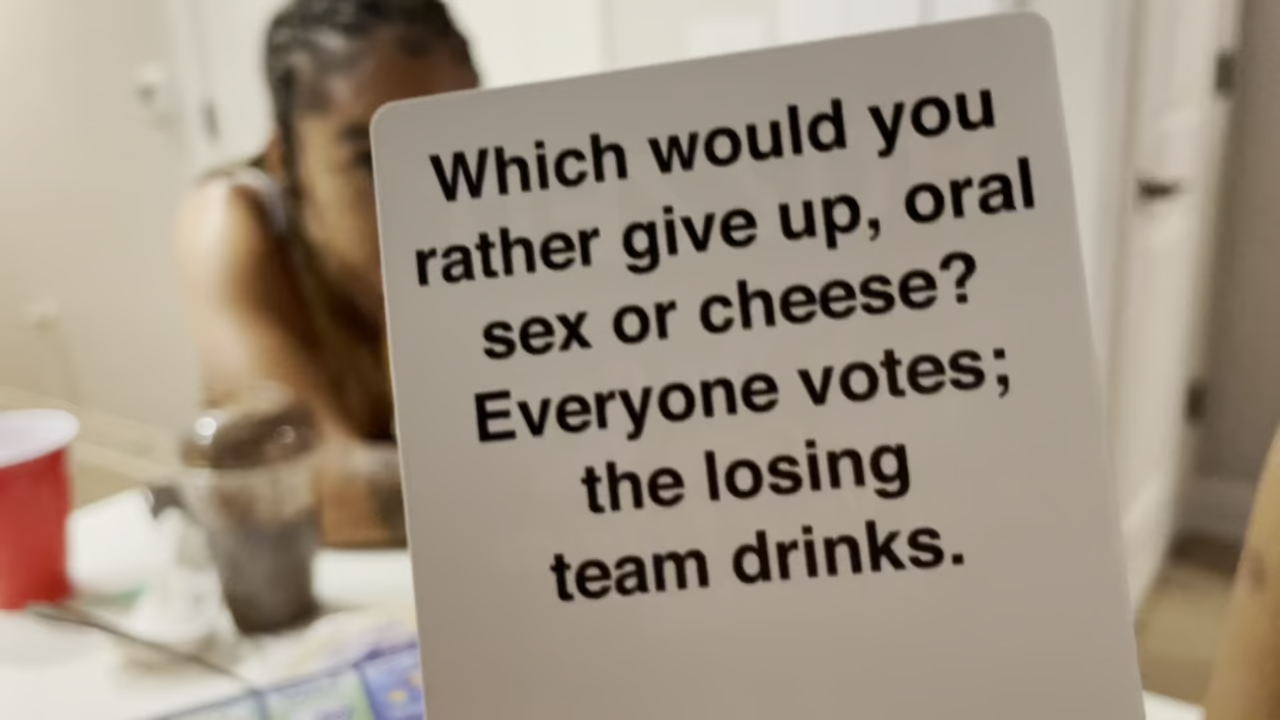 Which would you
rather give up, oral
sex or cheese?
Everyone votes;
the losing
team drinks.